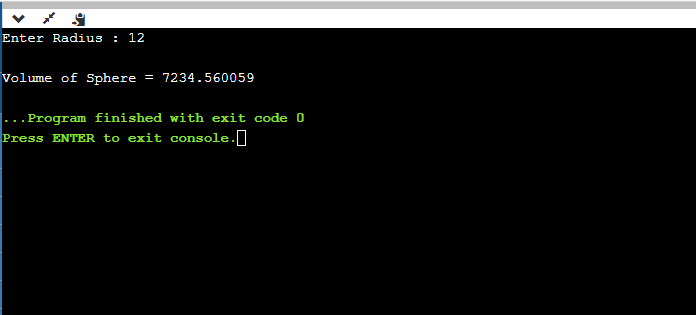 Enter Radius : 12
Volume of Sphere = 7234.560059
...Program finished with exit code 0
Press ENTER to exit console.